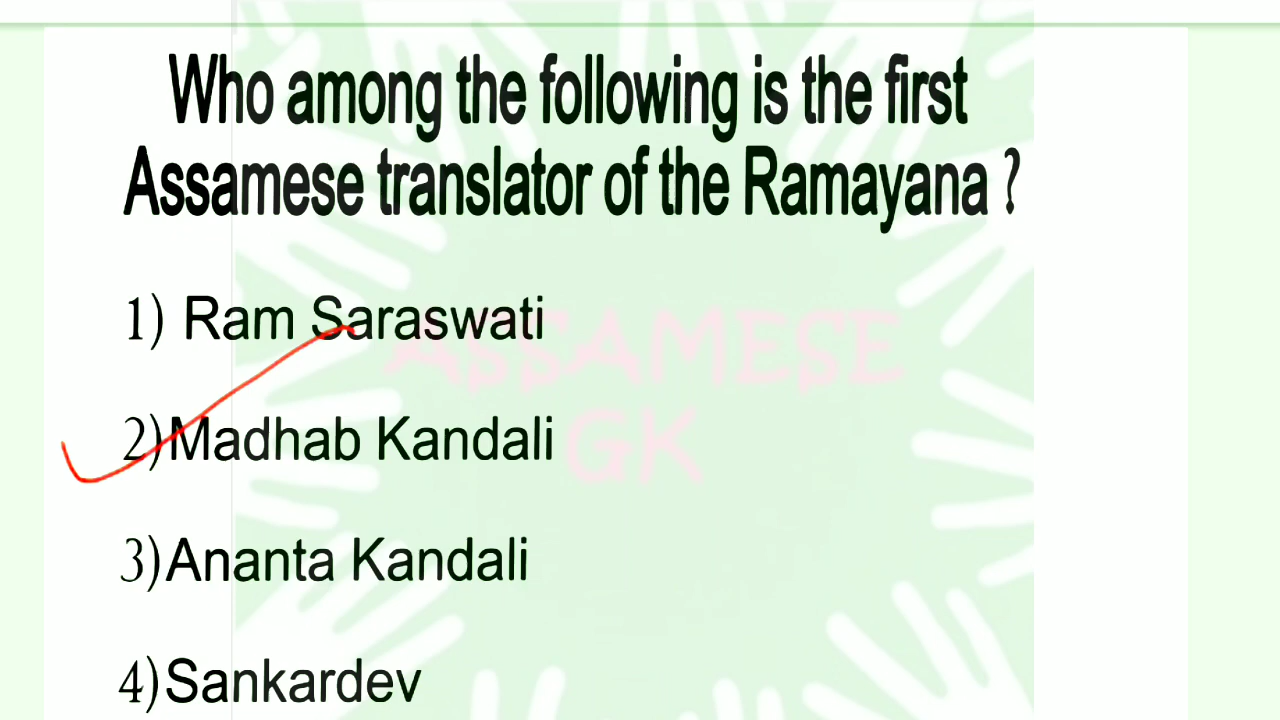 Who among the following is the first
Assamese translator of the Ramayana ?
1) Ram Saraswati
ASSAMESE
2)Madhab Kandali
GK
3)Ananta Kandali
4)Sankardev